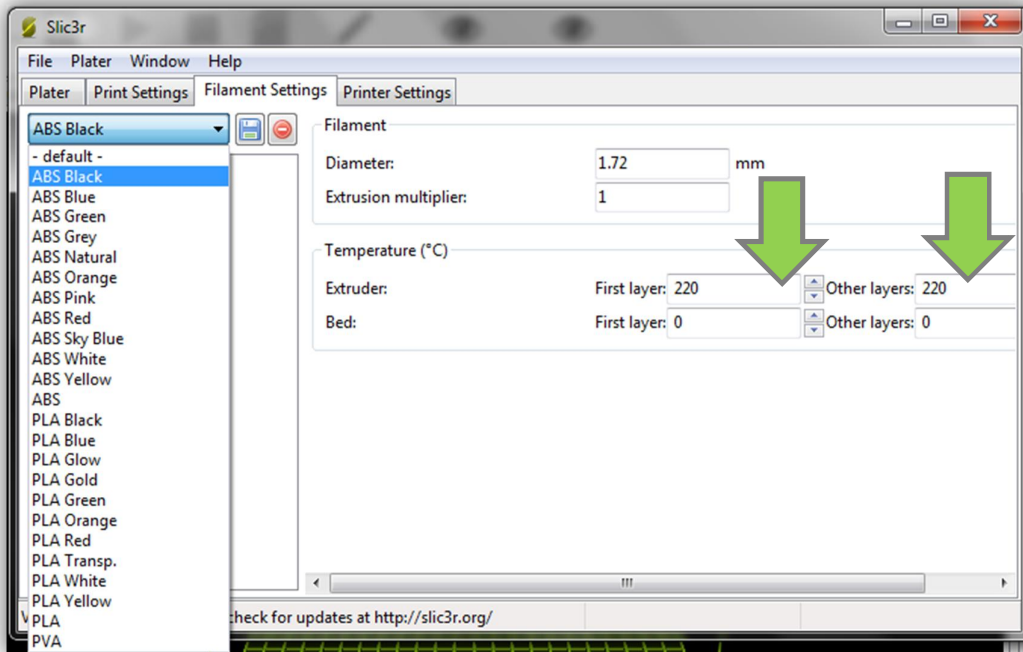 Slic3r
File Plater Window Help
Plater Print Settings Filament Settings Printer Settings
ABS Black
- default -
ABS Black
ABS Blue
ABS Green
ABS Grey
ABS Natural
ABS Orange
ABS Pink
ABS Red
ABS Sky Blue
ABS White
ABS Yellow
ABS
PLA Black
PLA Blue
PLA Glow
PLA Gold
PLA Green
PLA Orange
PLA Red
PLA Transp.
PLA White
PLA Yellow
PLA
PVA
Filament
Diameter: 1.72 mm
Extrusion multiplier: 1
Temperature (°C)
Extruder: First layer: 220 Other layers: 220
Bed: First layer: 0 Other layers: 0
check for updates at http://slic3r.org/